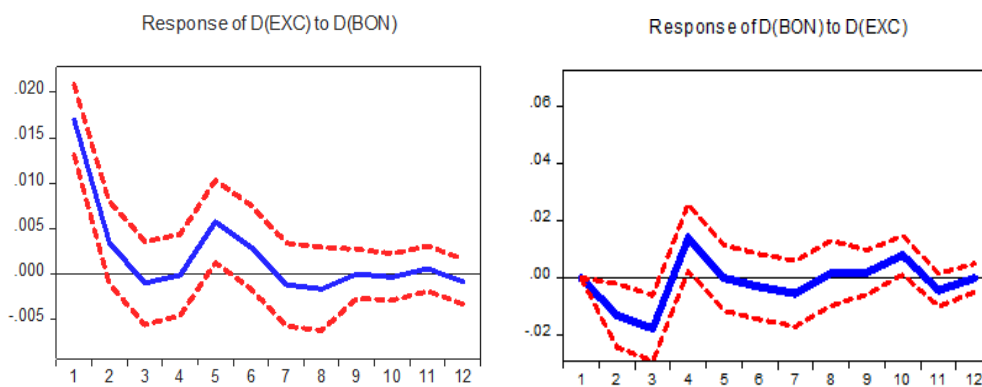 Response of D(EXC) to D(BON)
.020
.015
.010
.005
.000
-.005
1 2 3 4 5 6 7 8 9 10 11 12
Response of D(BON) to D(EXC)
.06
.04
.02
.00
-.02
1 2 3 4 5 6 7 8 9 10 11 12